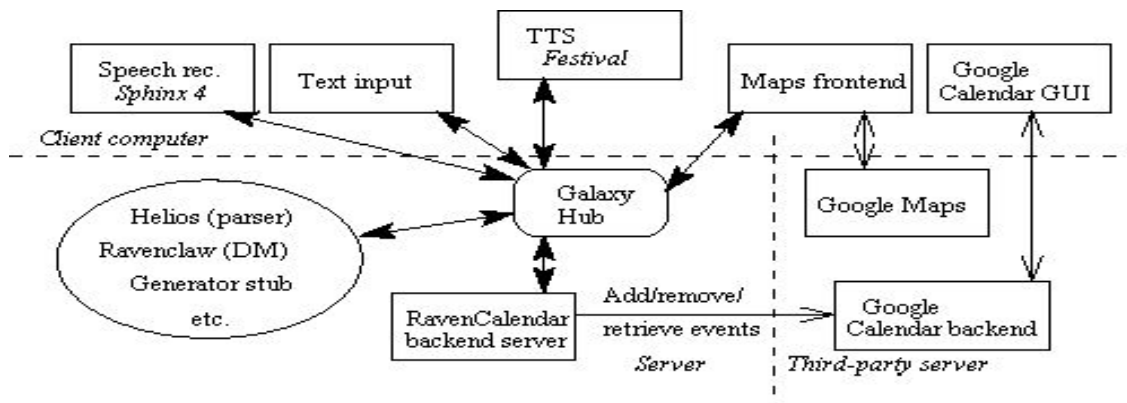 Speech rec.
Sphinx 4
Text input
TTS
Festival
Maps frontend
Google
Calendar GUI
Client computer
Helios (parser)
Ravenclaw (DM)
Generator stub
etc.
Galaxy
Hub
Google Maps
RavenCalendar
backend server
Add/remove/
retrieve events
Server
Google
Calendar backend
Third-party server